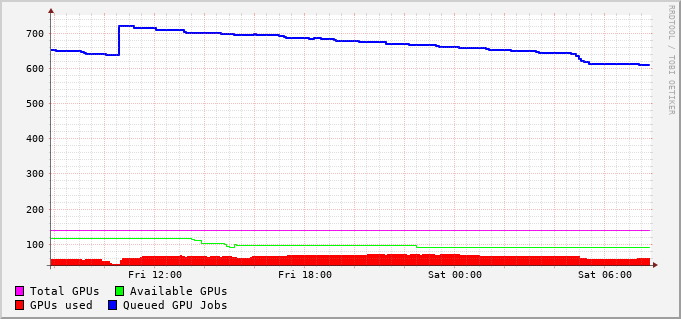 700
600
500
400
300
200
100
Fri 12:00 Fri 18:00 Sat 00:00 Sat 06:00
Total GPUs Available GPUs
GPUs used Queued GPU Jobs
RRDTOOL / TOBI OETIKER